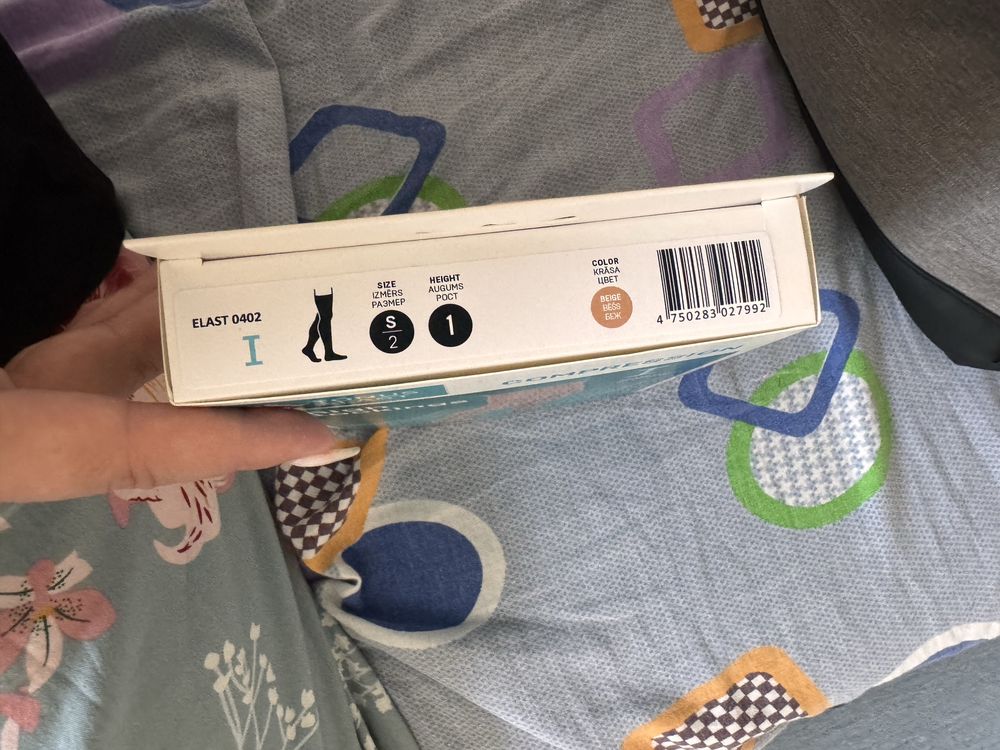 ELAST 0402
I
SIZE
IZMĒRS
РАЗМЕР
S
2
HEIGHT
AUGUMS
РОСТ
1
COLOR
KRĀSA
ЦВЕТ
BEIGE
BĒŠS
БЕЖ
4 750283 027992
COMPRESSION